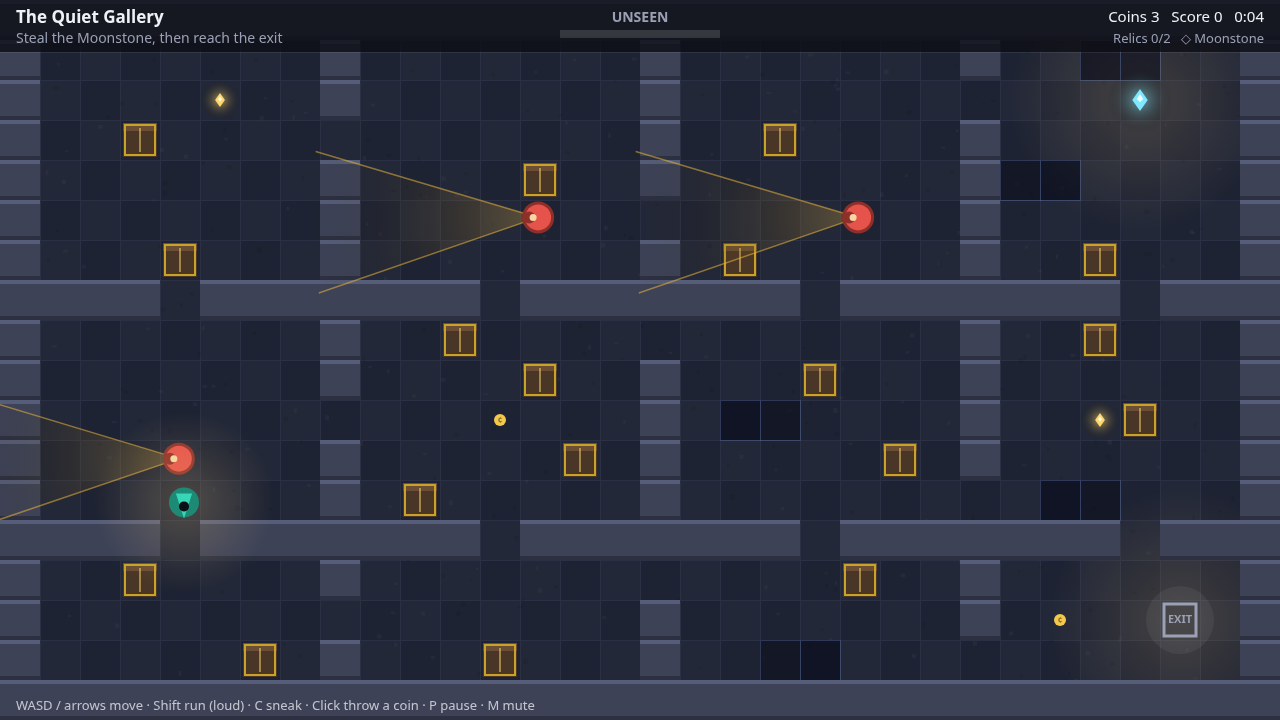 The Quiet Gallery
Steal the Moonstone, then reach the exit
UNSEEN
Coins 3 Score 0 0:04
Relics 0/2 ◇ Moonstone
EXIT
WASD / arrows move · Shift run (loud) · C sneak · Click throw a coin · P pause · M mute